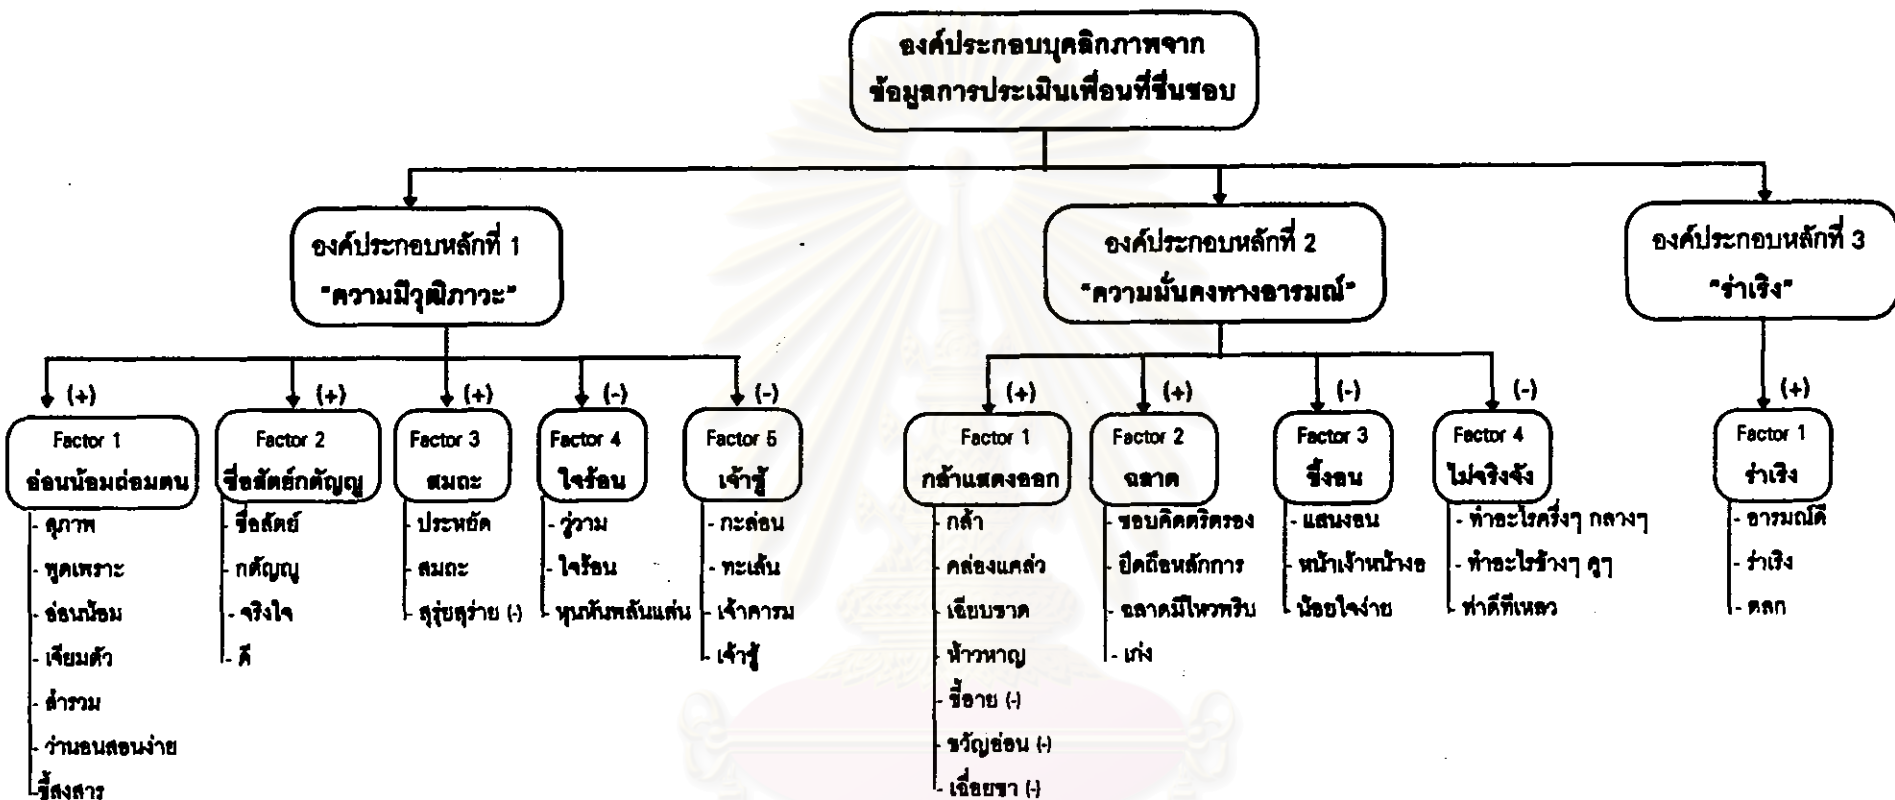 องค์ประกอบบุคลิกภาพจาก
ข้อมูลการประเมินเพื่อนที่ชื่นชอบ
องค์ประกอบหลักที่ 1
"ความมีวุฒิภาวะ"
องค์ประกอบหลักที่ 2
"ความมั่นคงทางอารมณ์"
องค์ประกอบหลักที่ 3
"ร่าเริง"
(+)
Factor 1
อ่อนน้อมถ่อมตน
- สุภาพ
- พูดเพราะ
- อ่อนน้อม
- เจียมตัว
- สำรวม
- ว่านอนสอนง่าย
- ขี้สงสาร
(+)
Factor 2
ซื่อสัตย์กตัญญู
- ซื่อสัตย์
- กตัญญู
- จริงใจ
- ดี
(+)
Factor 3
สมถะ
- ประหยัด
- สมถะ
- สุรุ่ยสุร่าย (-)
(-)
Factor 4
ใจร้อน
- วู่วาม
- ใจร้อน
- หุนหันพลันแล่น
(-)
Factor 5
เจ้าชู้
- กะล่อน
- ทะเล้น
- เจ้าคารม
- เจ้าชู้
(+)
Factor 1
กล้าแสดงออก
- กล้า
- คล่องแคล่ว
- เฉียบขาด
- ห้าวหาญ
- ขี้อาย (-)
- ขวัญอ่อน (-)
- เฉื่อยชา (-)
(+)
Factor 2
ฉลาด
- ชอบคิดตริตรอง
- ยึดถือหลักการ
- ฉลาดมีไหวพริบ
- เก่ง
(-)
Factor 3
ขี้งอน
- แสนงอน
- หน้าเง้าหน้างอ
- น้อยใจง่าย
(-)
Factor 4
ไม่จริงจัง
- ทำอะไรครึ่งๆ กลางๆ
- ทำอะไรข้างๆ คูๆ
- ท่าดีทีเหลว
(+)
Factor 1
ร่าเริง
- อารมณ์ดี
- ร่าเริง
- ตลก